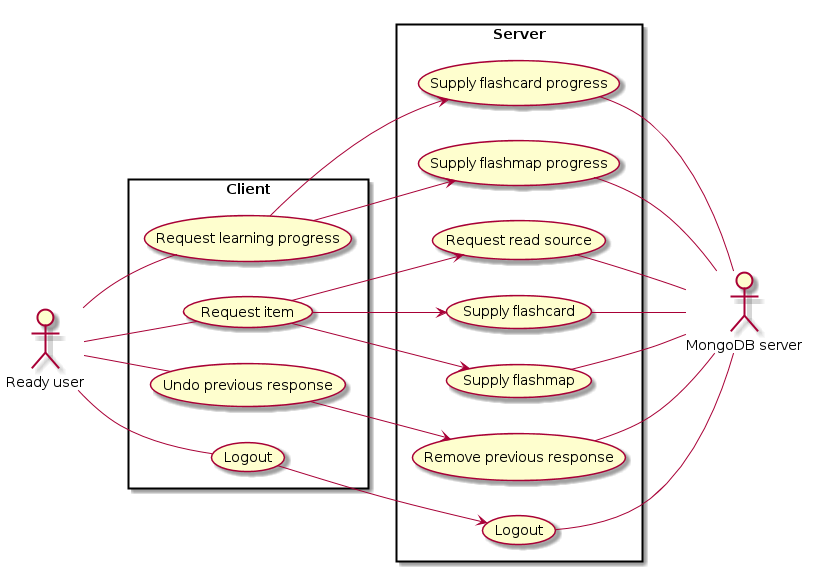 Server
Supply flashcard progress
Supply flashmap progress
Client
Request learning progress
Request read source
Request item
Supply flashcard
MongoDB server
Ready user
Undo previous response
Supply flashmap
Logout
Remove previous response
Logout